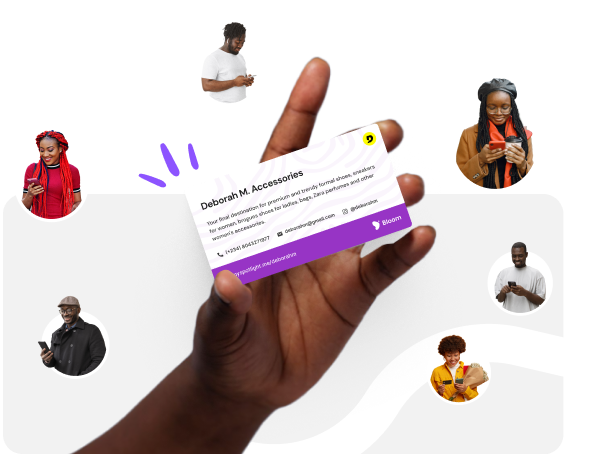 D
Deborah M. Accessories
Your final destination for premium and trendy formal shoes, sneakers
for women, brogues shoes for ladies, bags, Zara perfumes and other
women's accessories.
deborahm@gmail.com
@deborahm
Bloom